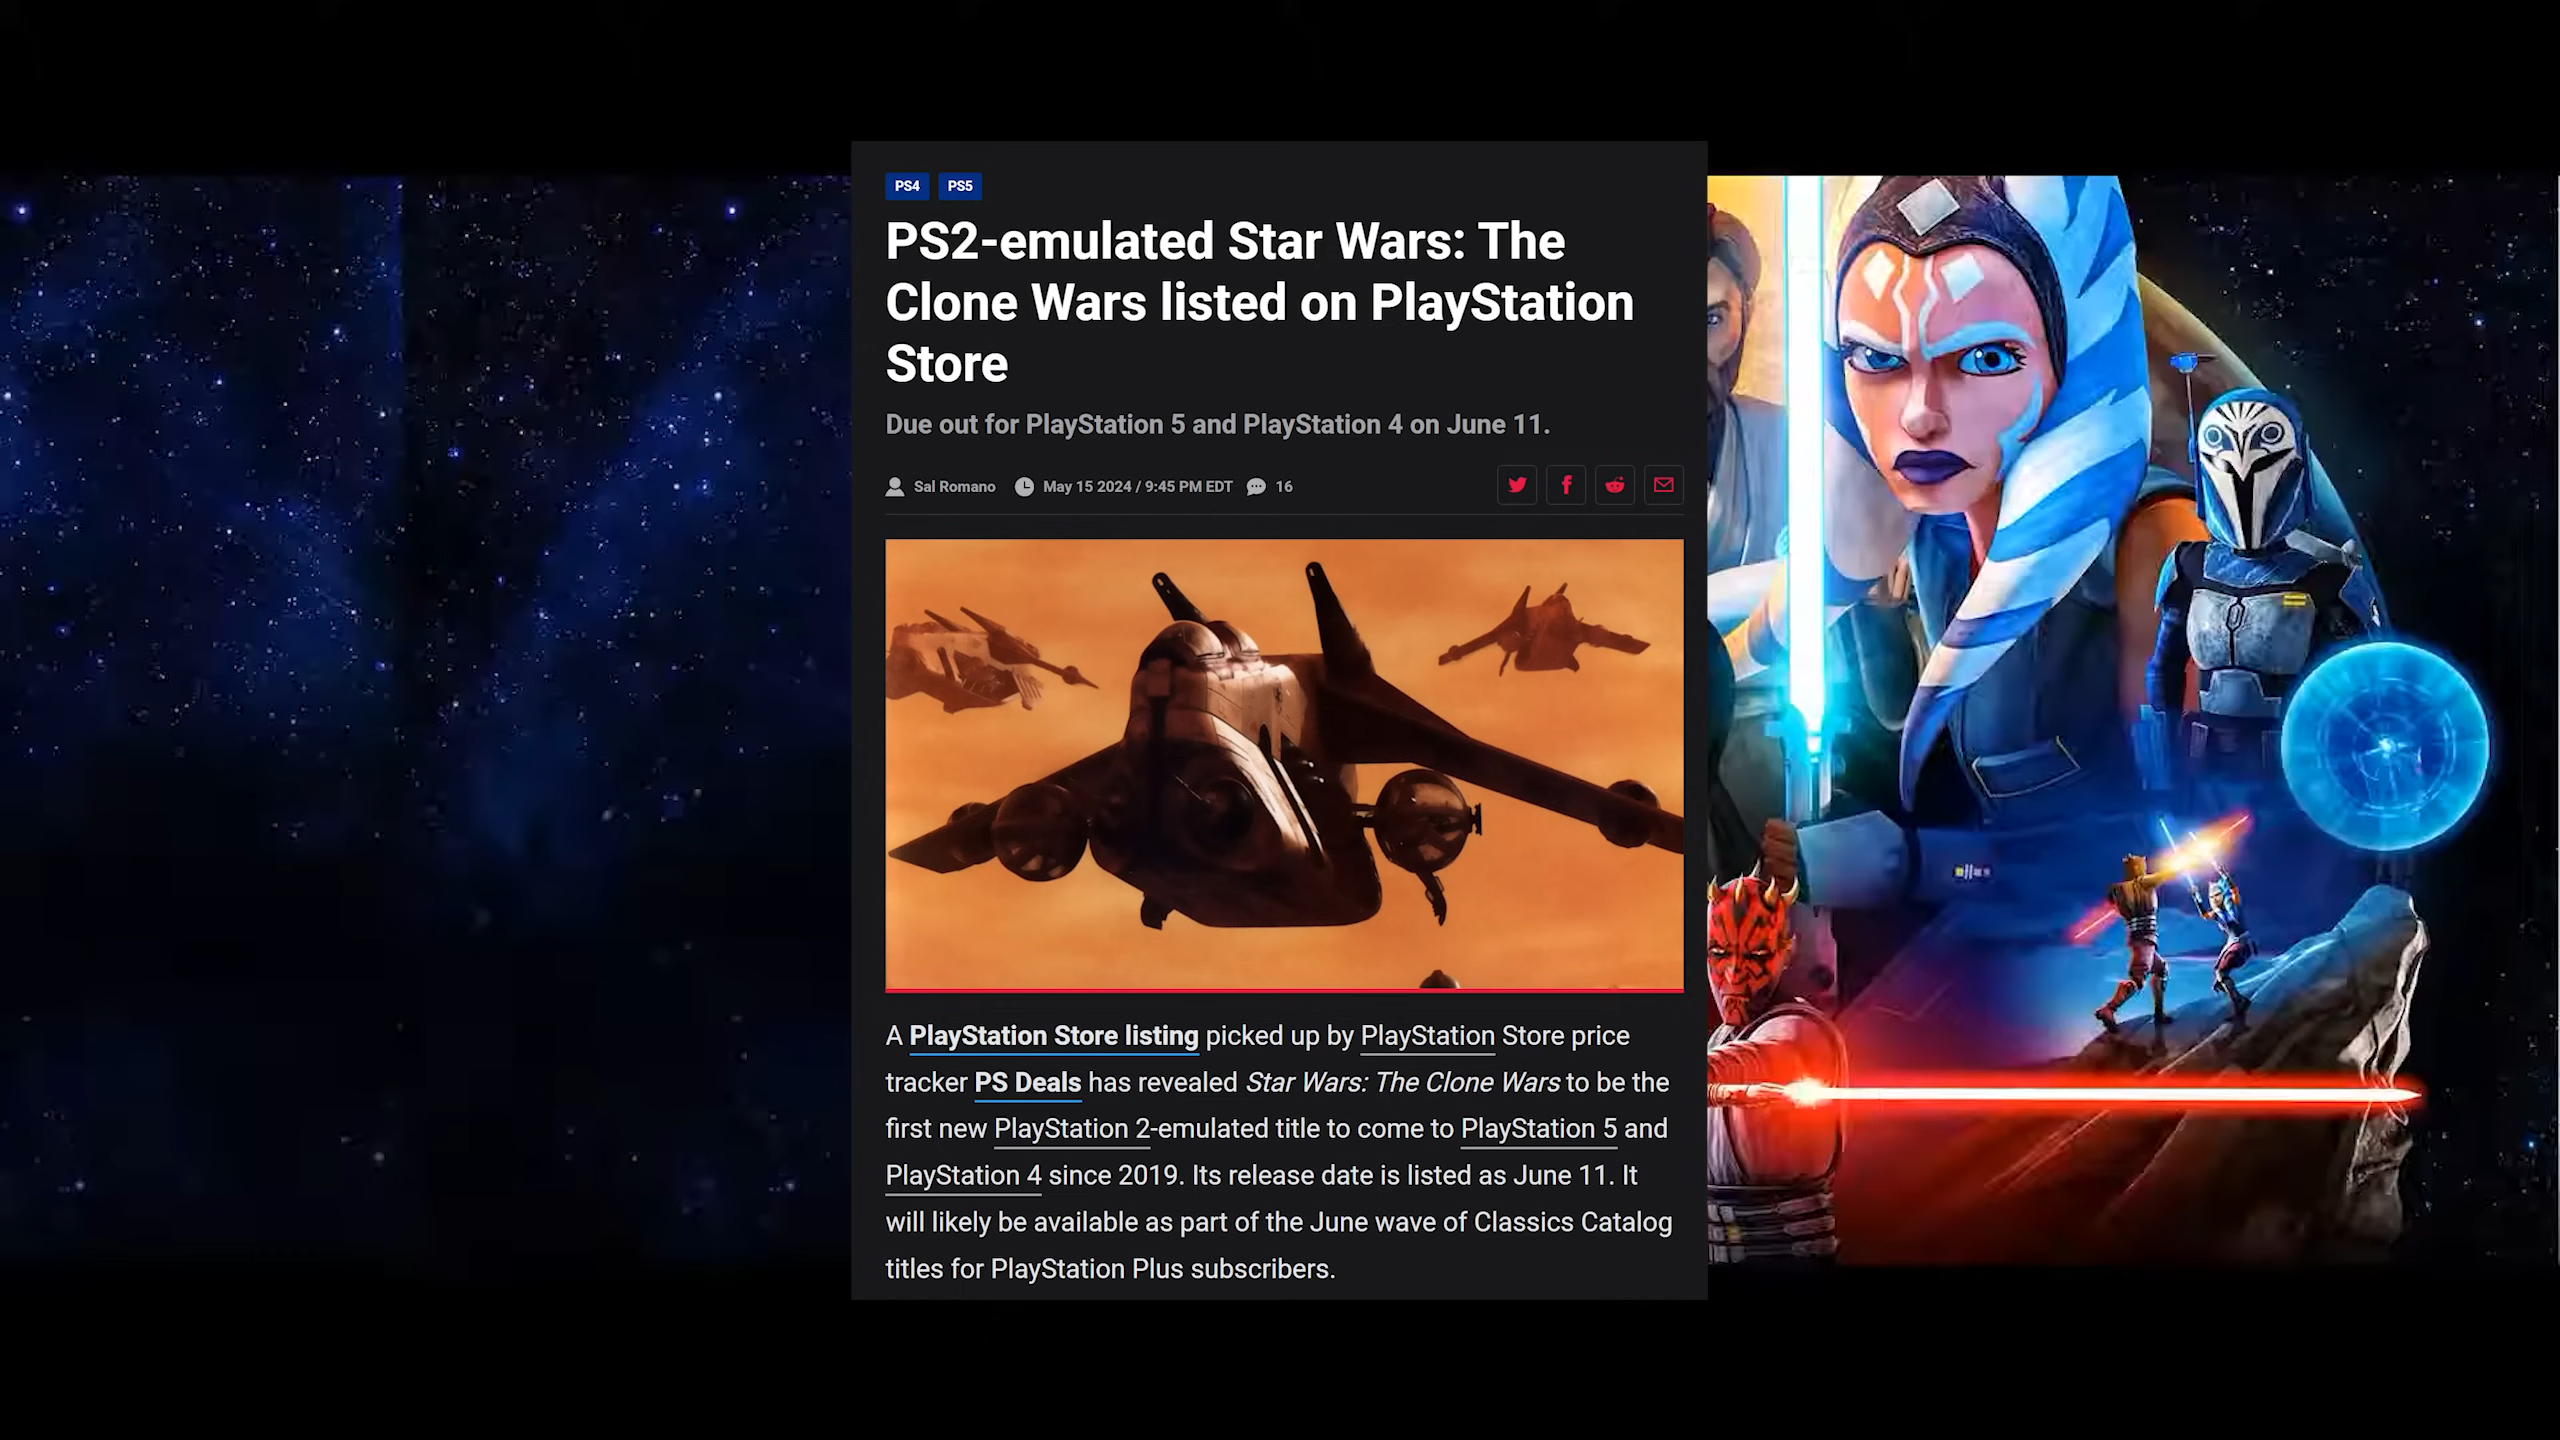 PS4 PS5
PS2-emulated Star Wars: The
Clone Wars listed on PlayStation
Store
Due out for PlayStation 5 and PlayStation 4 on June 11.
Sal Romano May 15 2024 / 9:45 PM EDT 16
A PlayStation Store listing picked up by PlayStation Store price
tracker PS Deals has revealed Star Wars: The Clone Wars to be the
first new PlayStation 2-emulated title to come to PlayStation 5 and
PlayStation 4 since 2019. Its release date is listed as June 11. It
will likely be available as part of the June wave of Classics Catalog
titles for PlayStation Plus subscribers.